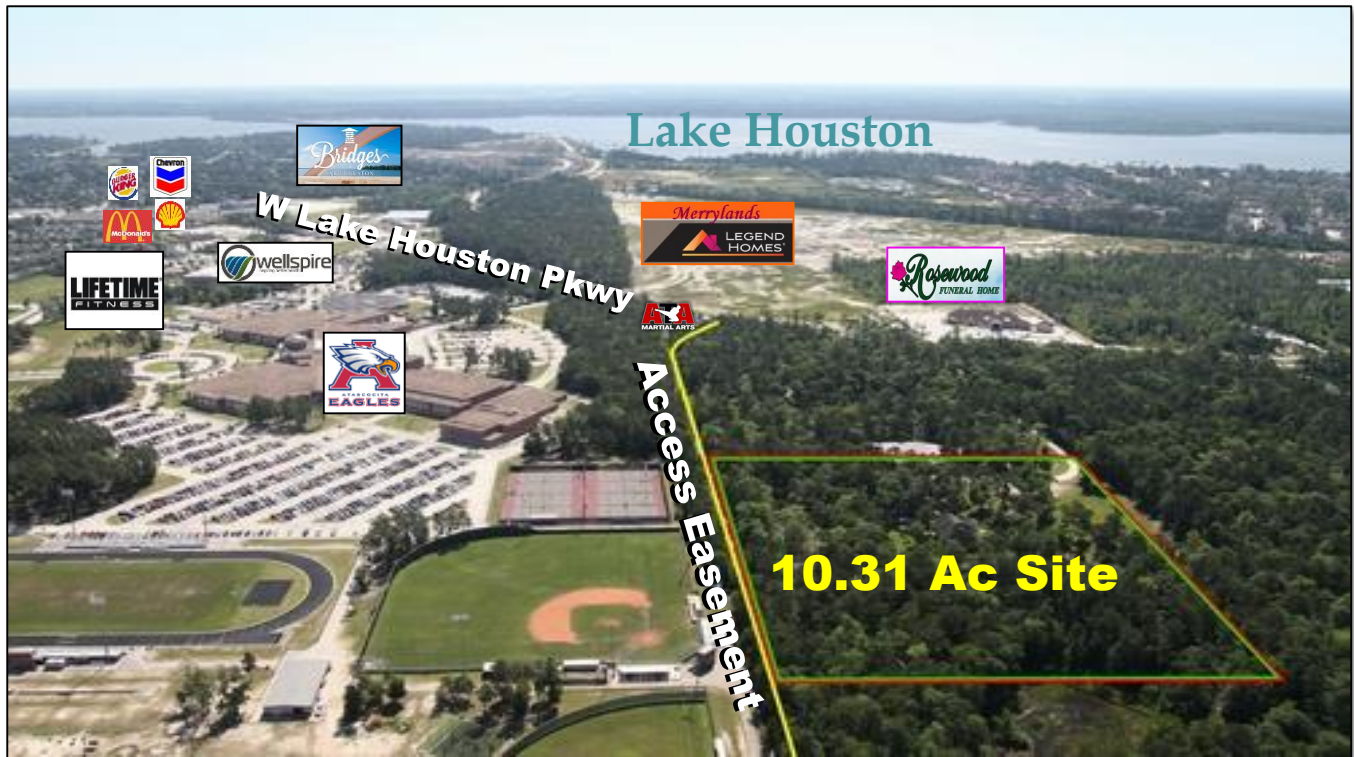 Lake Houston
Bridges
Chevron
BURGER
KING
W Lake Houston Pkwy
Merrylands
LEGEND
HOMES
McDonald's
wellspire
LIFETIME
FITNESS
Rosewood
FUNERAL HOME
ATA
MARTIAL ARTS
A
ATASCOCITA
EAGLES
Access Easement
10.31 Ac Site